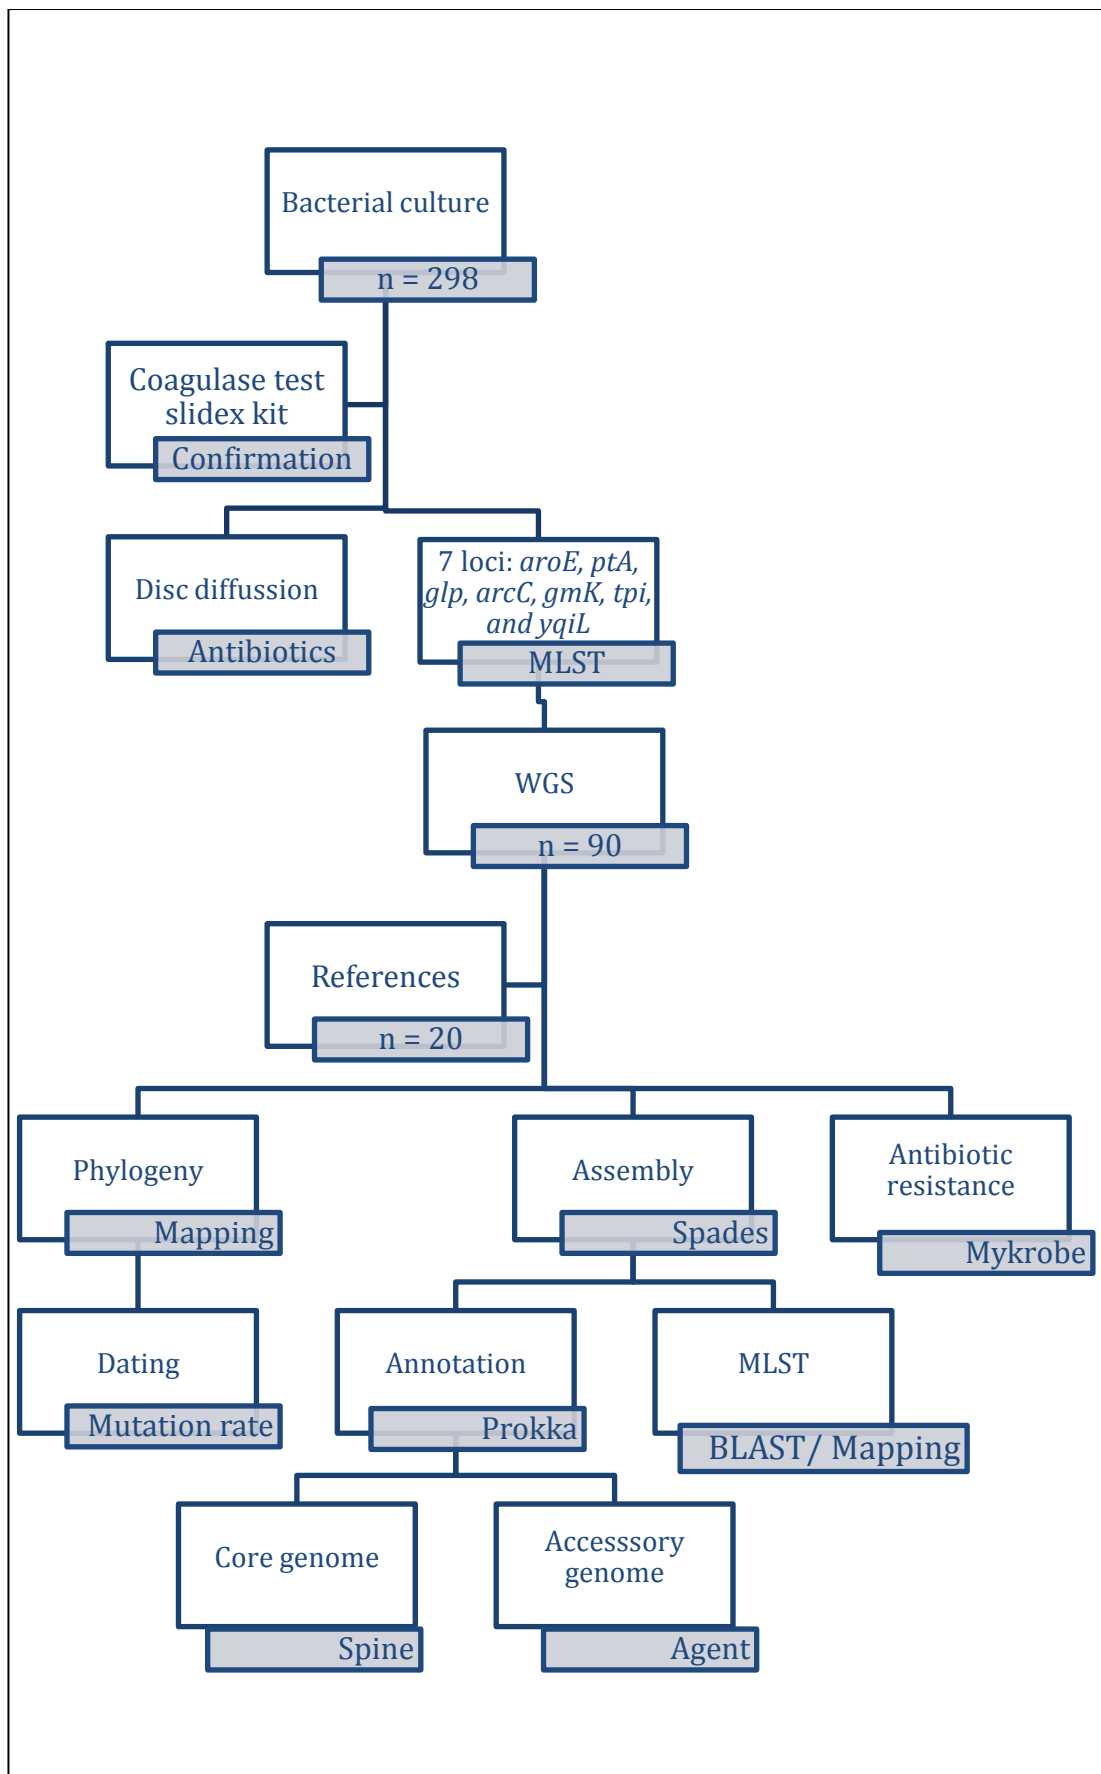 Bacterial culture
n = 298
Coagulase test
slidex kit
Confirmation
Disc diffussion
Antibiotics
7 loci: aroE, ptA,
glp, arcC, gmK, tpi,
and yqiL
MLST
WGS
n = 90
References
n = 20
Phylogeny
Mapping
Assembly
Spades
Antibiotic
resistance
Mykrobe
Dating
Mutation rate
Annotation
Prokka
MLST
BLAST/ Mapping
Core genome
Spine
Accesssory
genome
Agent